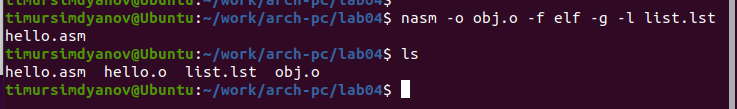 timursimdyanov@Ubuntu:~/work/arch-pc/lab04$ nasm -o obj.o -f elf -g -l list.lst
hello.asm
timursimdyanov@Ubuntu:~/work/arch-pc/lab04$ ls
hello.asm  hello.o  list.lst  obj.o
timursimdyanov@Ubuntu:~/work/arch-pc/lab04$